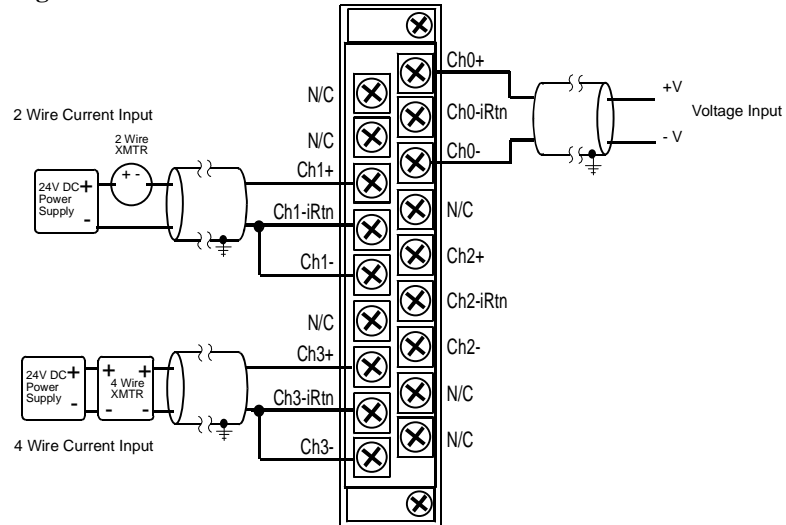 2 Wire Current Input
2 Wire
XMTR
+ -
24V DC +
Power
Supply -
N/C
N/C
Ch1+
Ch1-iRtn
Ch1-
N/C
Ch3+
Ch3-iRtn
Ch3-
24V DC +
Power
Supply -
+ +
4 Wire
XMTR
- -
4 Wire Current Input
Ch0+
Ch0-iRtn
Ch0-
N/C
Ch2+
Ch2-iRtn
Ch2-
N/C
N/C
+V
Voltage Input
- V